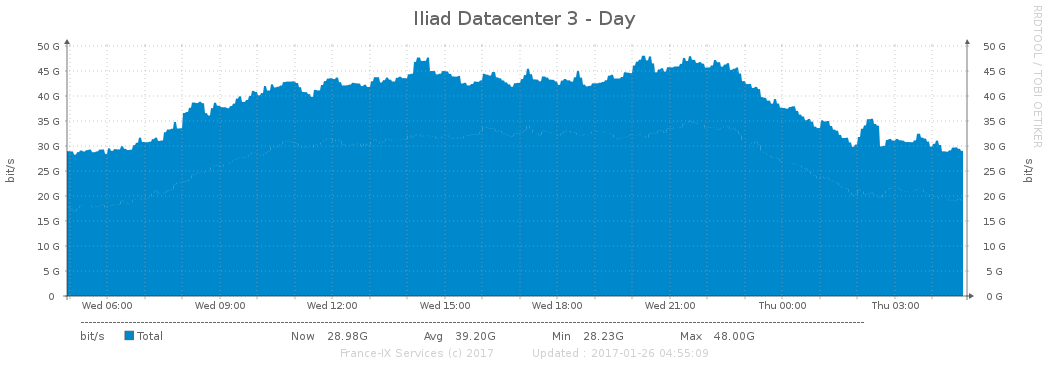 Iliad Datacenter 3 - Day
RRDTOOL / TOBI OETIKER
50 G 50 G
45 G 45 G
40 G 40 G
35 G 35 G
30 G 30 G
25 G 25 G
20 G 20 G
15 G 15 G
10 G 10 G
5 G 5 G
0 0 G
bit/s bit/s
Wed 06:00 Wed 09:00 Wed 12:00 Wed 15:00 Wed 18:00 Wed 21:00 Thu 00:00 Thu 03:00
bit/s Total Now 28.98G Avg 39.20G Min 28.23G Max 48.00G
France-IX Services (c) 2017 Updated : 2017-01-26 04:55:09